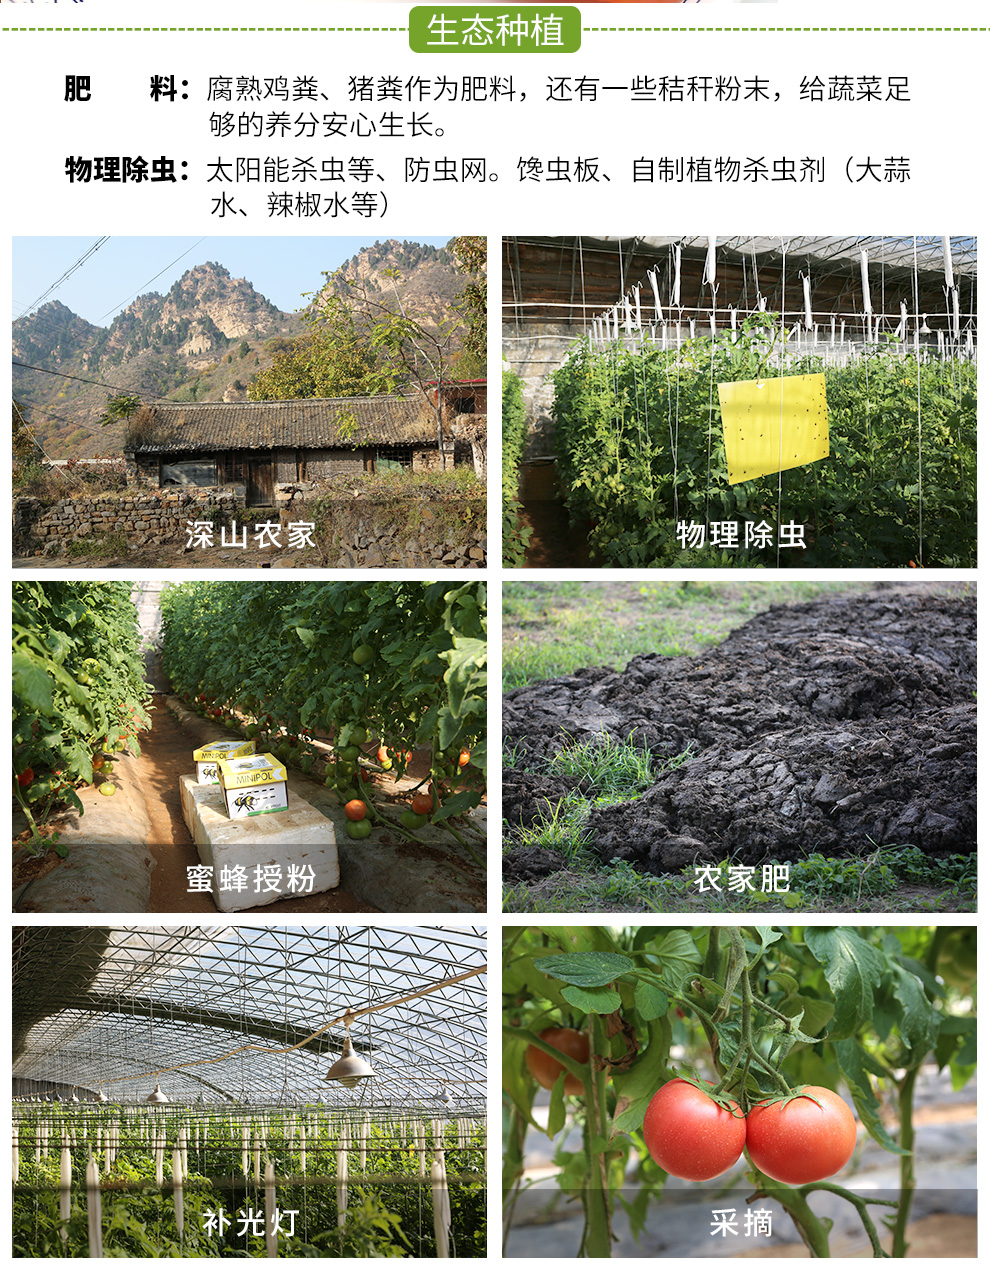 生态种植
肥　　料：腐熟鸡粪、猪粪作为肥料，还有一些秸秆粉末，给蔬菜足
够的养分安心生长。
物理除虫：太阳能杀虫等、防虫网。馋虫板、自制植物杀虫剂（大蒜
水、辣椒水等）
深山农家
物理除虫
MINIPOL
MINIPOL
蜜蜂授粉
农家肥
补光灯
采摘